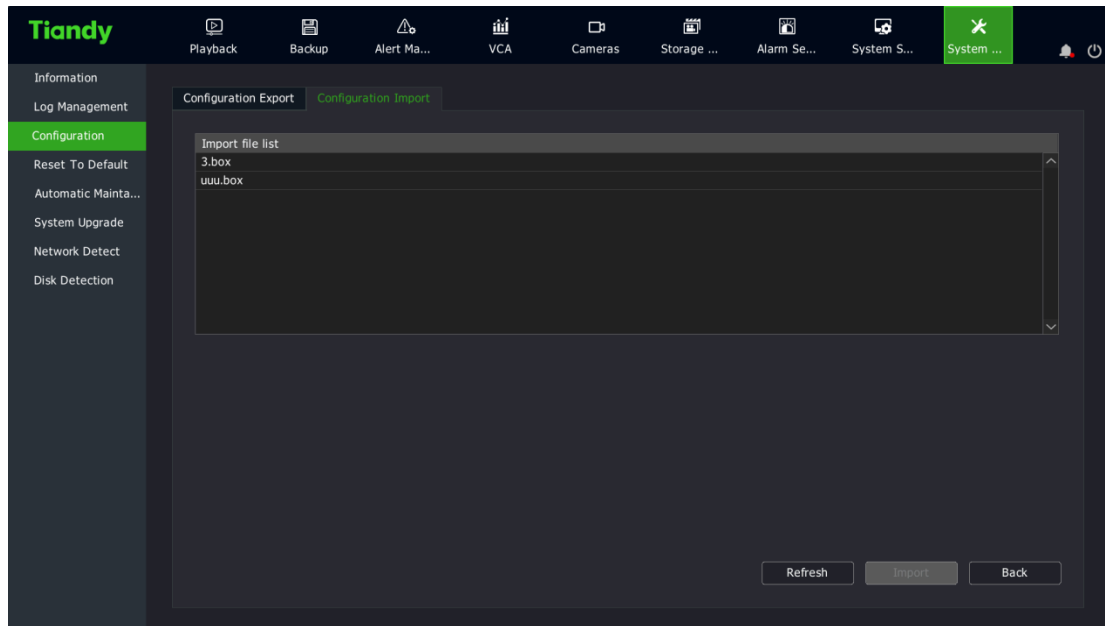 Tiandy
Playback
Backup
Alert Ma...
VCA
Cameras
Storage ...
Alarm Se...
System S...
System ...
Information
Log Management
Configuration
Reset To Default
Automatic Mainta...
System Upgrade
Network Detect
Disk Detection
Configuration Export
Configuration Import
Import file list
3.box
uuu.box
Refresh
Import
Back